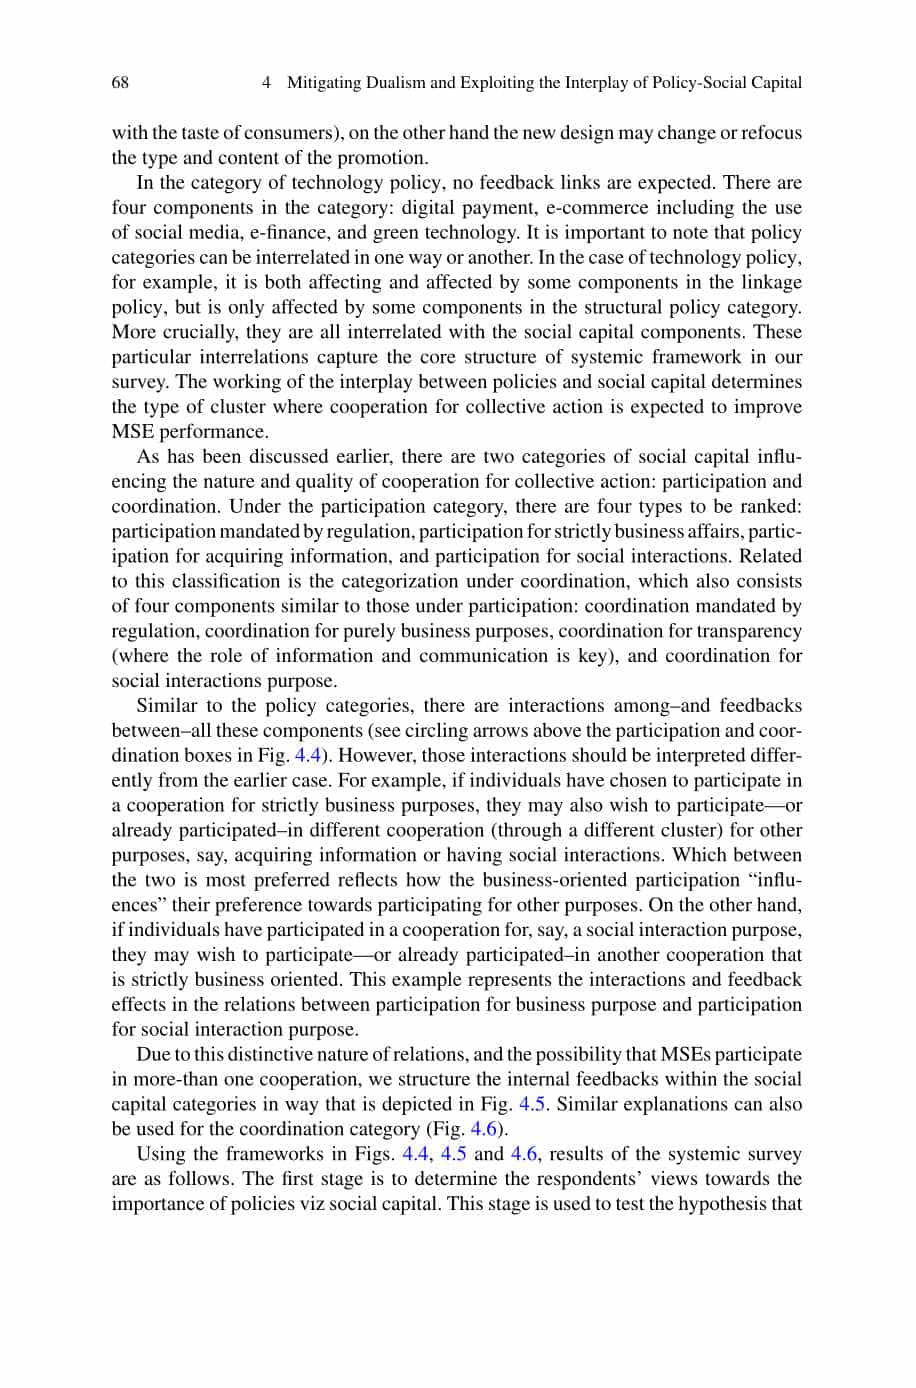 68 4 Mitigating Dualism and Exploiting the Interplay of Policy-Social Capital
with the taste of consumers), on the other hand the new design may change or refocus
the type and content of the promotion.
In the category of technology policy, no feedback links are expected. There are
four components in the category: digital payment, e-commerce including the use
of social media, e-finance, and green technology. It is important to note that policy
categories can be interrelated in one way or another. In the case of technology policy,
for example, it is both affecting and affected by some components in the linkage
policy, but is only affected by some components in the structural policy category.
More crucially, they are all interrelated with the social capital components. These
particular interrelations capture the core structure of systemic framework in our
survey. The working of the interplay between policies and social capital determines
the type of cluster where cooperation for collective action is expected to improve
MSE performance.
As has been discussed earlier, there are two categories of social capital influ-
encing the nature and quality of cooperation for collective action: participation and
coordination. Under the participation category, there are four types to be ranked:
participation mandated by regulation, participation for strictly business affairs, partic-
ipation for acquiring information, and participation for social interactions. Related
to this classification is the categorization under coordination, which also consists
of four components similar to those under participation: coordination mandated by
regulation, coordination for purely business purposes, coordination for transparency
(where the role of information and communication is key), and coordination for
social interactions purpose.
Similar to the policy categories, there are interactions among–and feedbacks
between–all these components (see circling arrows above the participation and coor-
dination boxes in Fig. 4.4). However, those interactions should be interpreted differ-
ently from the earlier case. For example, if individuals have chosen to participate in
a cooperation for strictly business purposes, they may also wish to participate—or
already participated–in different cooperation (through a different cluster) for other
purposes, say, acquiring information or having social interactions. Which between
the two is most preferred reflects how the business-oriented participation “influ-
ences” their preference towards participating for other purposes. On the other hand,
if individuals have participated in a cooperation for, say, a social interaction purpose,
they may wish to participate—or already participated–in another cooperation that
is strictly business oriented. This example represents the interactions and feedback
effects in the relations between participation for business purpose and participation
for social interaction purpose.
Due to this distinctive nature of relations, and the possibility that MSEs participate
in more-than one cooperation, we structure the internal feedbacks within the social
capital categories in way that is depicted in Fig. 4.5. Similar explanations can also
be used for the coordination category (Fig. 4.6).
Using the frameworks in Figs. 4.4, 4.5 and 4.6, results of the systemic survey
are as follows. The first stage is to determine the respondents’ views towards the
importance of policies viz social capital. This stage is used to test the hypothesis that